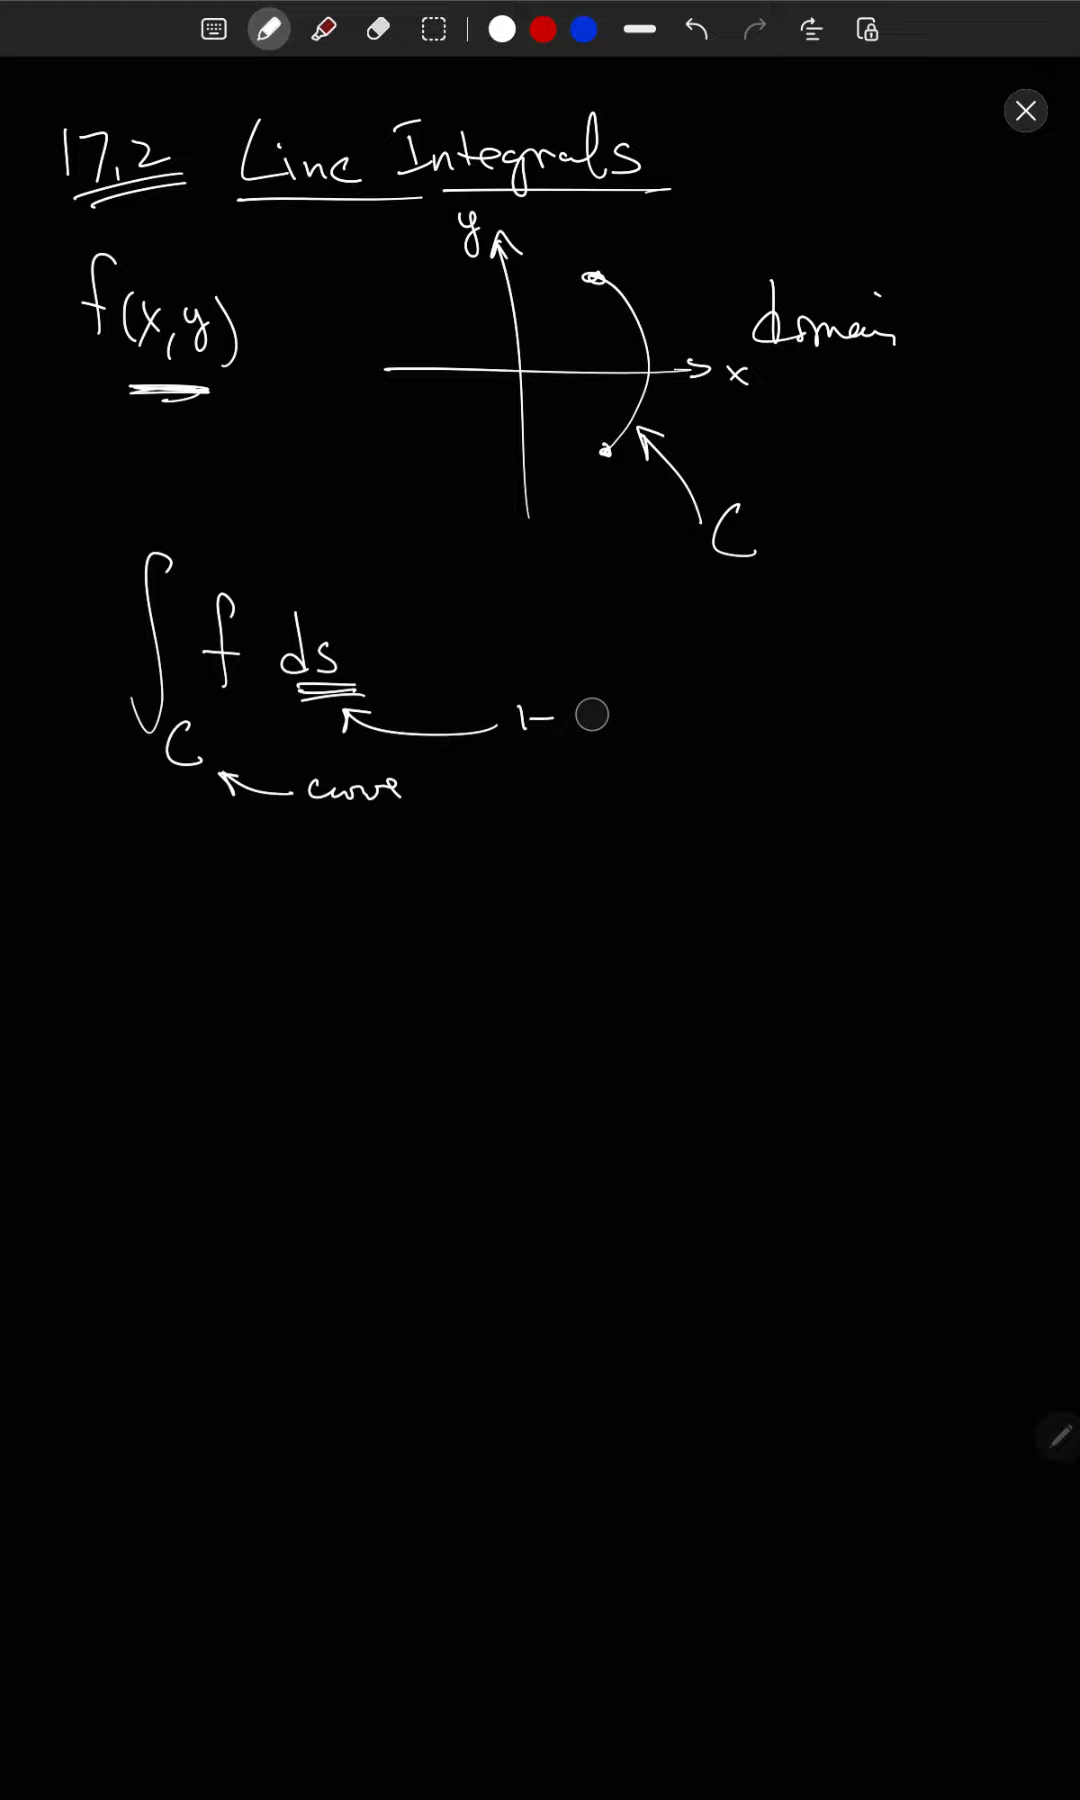 17.2 Line Integrals
y
f(x,y)
domain
x
C
∫ f ds
C
1-
curve